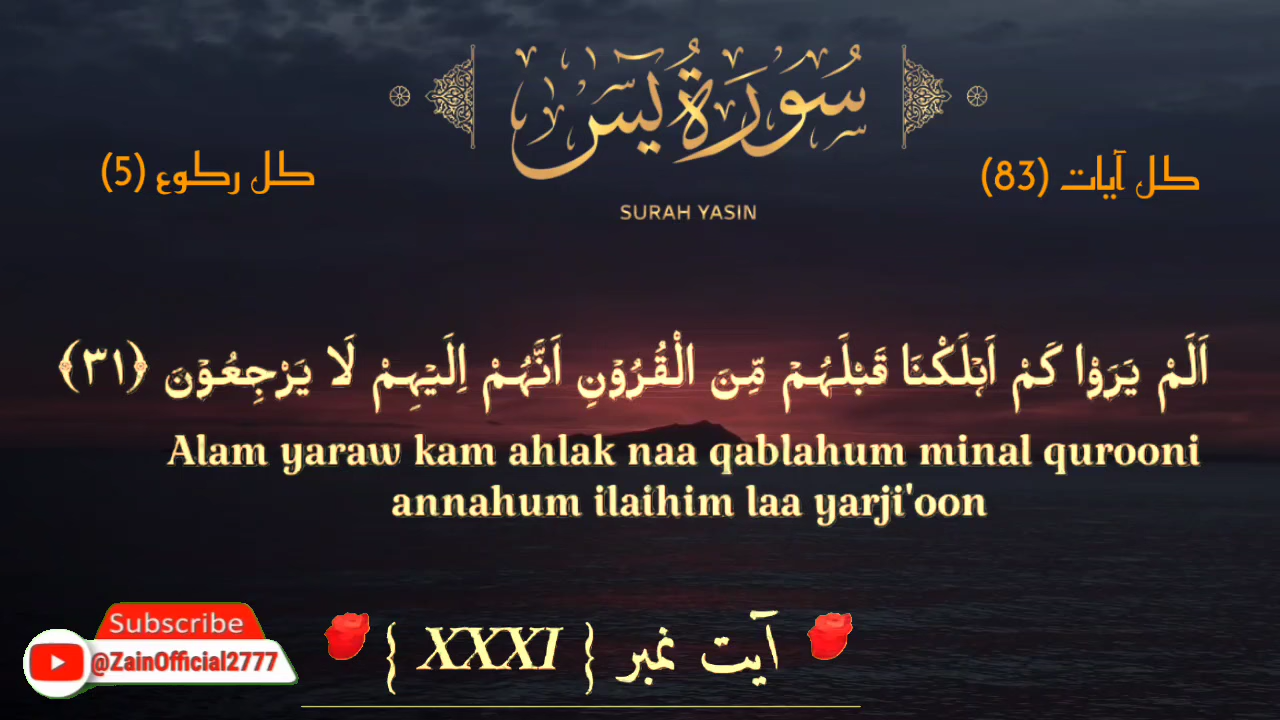 سُوْرَةُ يٰسٓ
SURAH YASIN
کل آیات (83)
کل رکوع (5)
اَلَمْ يَرَوْا كَمْ اَهْلَكْنَا قَبْلَهُمْ مِّنَ الْقُرُوْنِ اَنَّهُمْ اِلَيْهِمْ لَا يَرْجِعُوْنَ ﴿٣١﴾
Alam yaraw kam ahlak naa qablahum minal qurooni
annahum ilaihim laa yarji'oon
آیت نمبر { XXXI }
Subscribe
@ZainOfficial2777